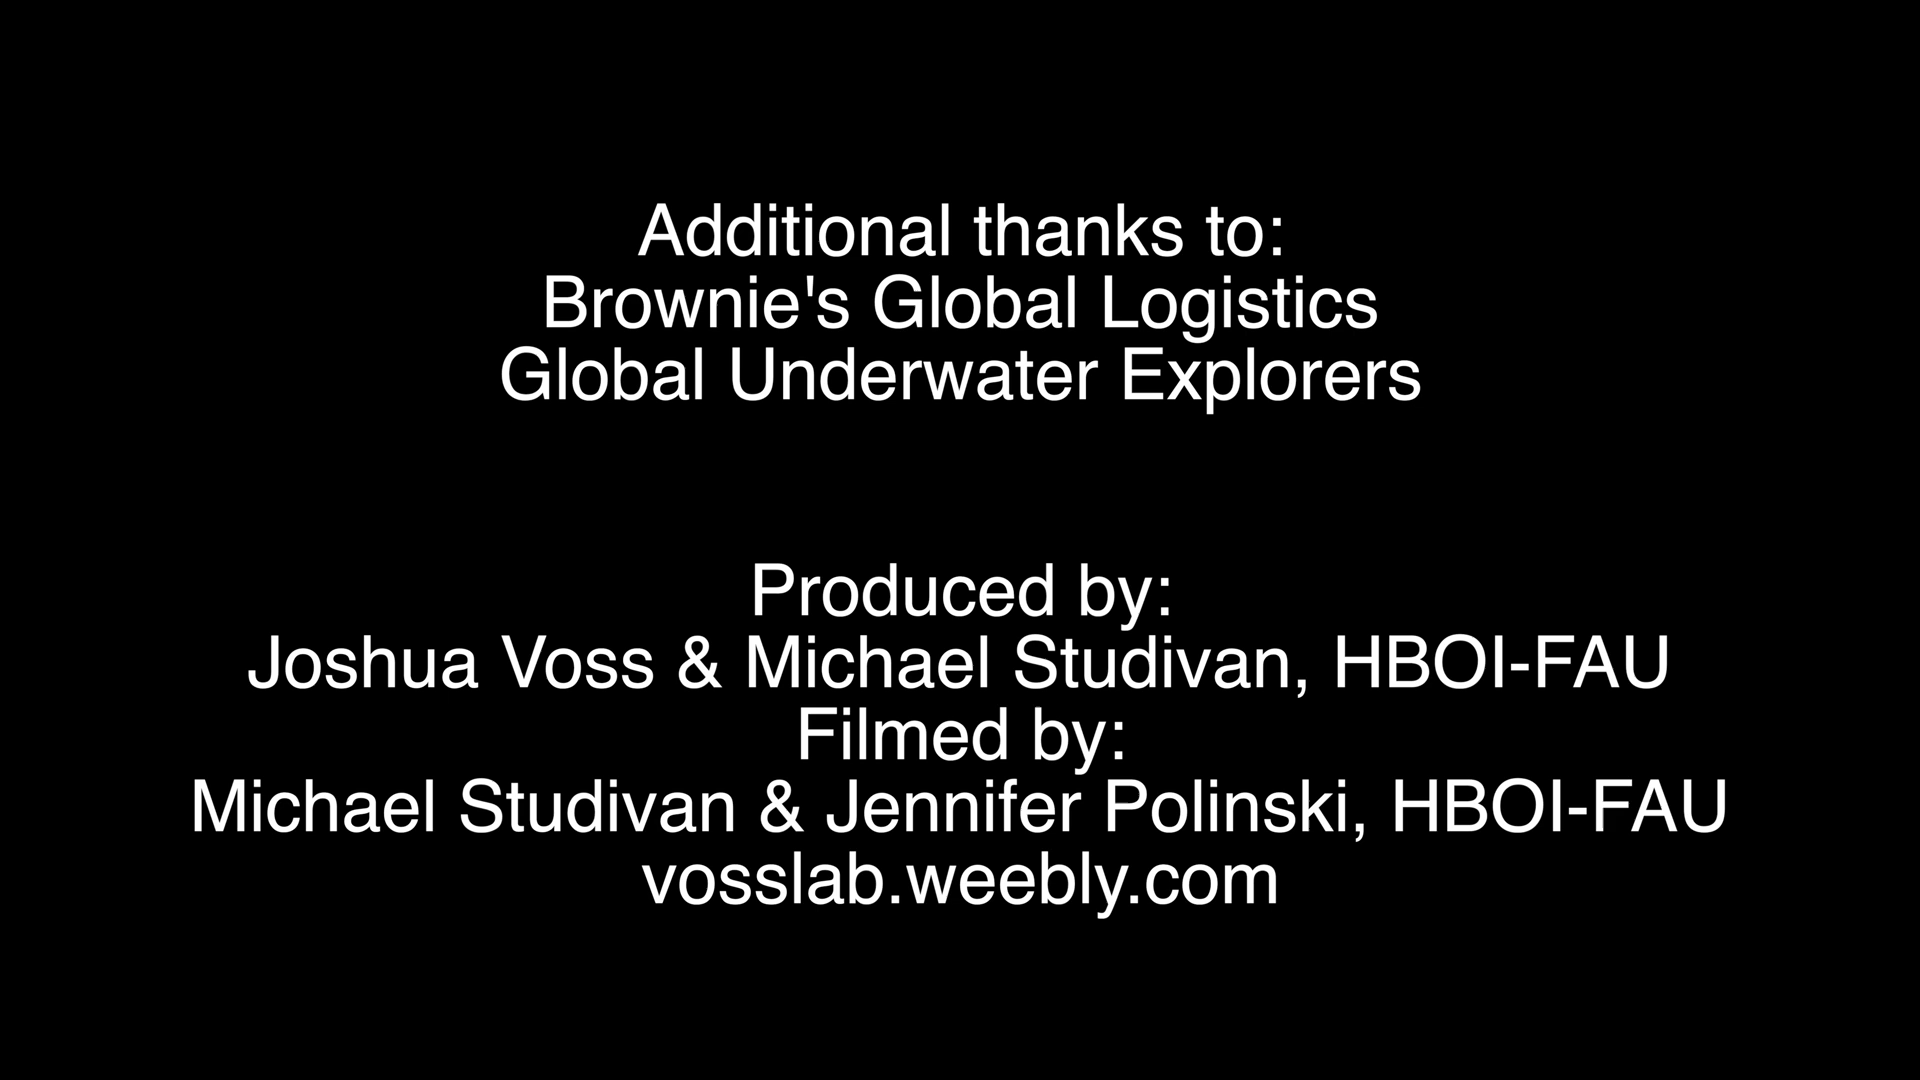 Additional thanks to:
Brownie's Global Logistics
Global Underwater Explorers
Produced by:
Joshua Voss & Michael Studivan, HBOI-FAU
Filmed by:
Michael Studivan & Jennifer Polinski, HBOI-FAU
vosslab.weebly.com